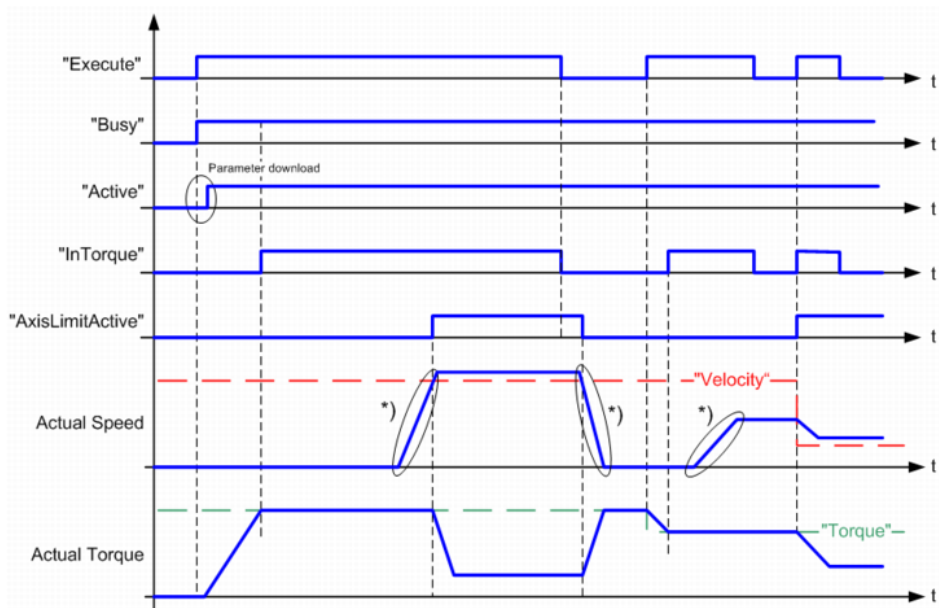 "Execute"
t
"Busy"
t
Parameter download
"Active"
t
"InTorque"
t
"AxisLimitActive"
t
"Velocity“
*)
*)
*)
Actual Speed
t
"Torque"
Actual Torque
t